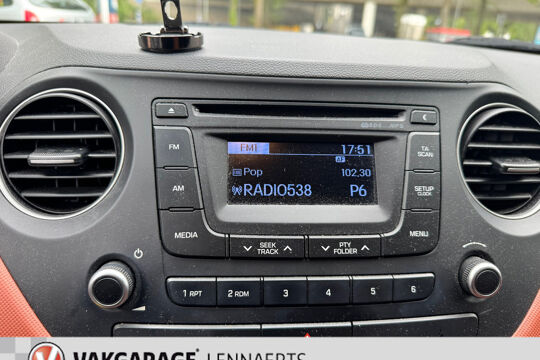 FM1 17:51
AF
Pop 102,30
RADIO538 P6
FM
AM
MEDIA
TA
SCAN
SETUP
CLOCK
MENU
SEEK
TRACK
PTY
FOLDER
1 RPT 2 RDM 3 4 5 6
VAKGARAGE LENNAERTS